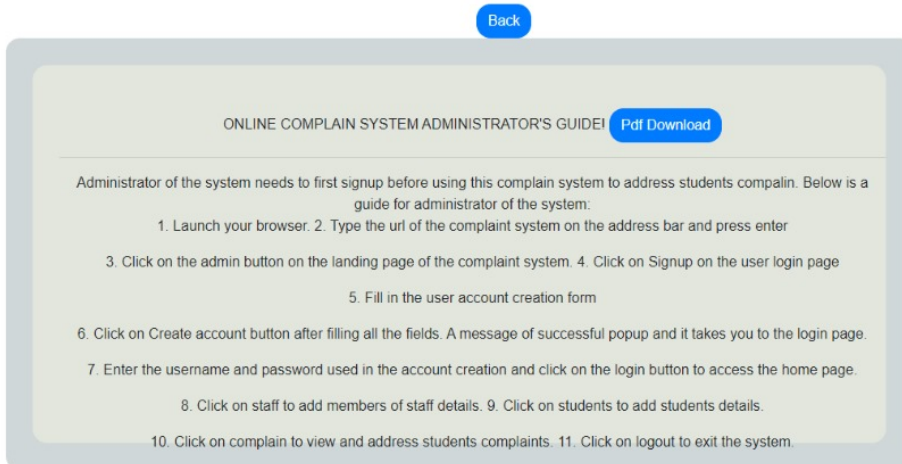 Back
ONLINE COMPLAIN SYSTEM ADMINISTRATOR'S GUIDE! Pdf Download
Administrator of the system needs to first signup before using this complain system to address students compalin. Below is a
guide for administrator of the system:
1. Launch your browser. 2. Type the url of the complaint system on the address bar and press enter
3. Click on the admin button on the landing page of the complaint system. 4. Click on Signup on the user login page
5. Fill in the user account creation form
6. Click on Create account button after filling all the fields. A message of successful popup and it takes you to the login page.
7. Enter the username and password used in the account creation and click on the login button to access the home page.
8. Click on staff to add members of staff details. 9. Click on students to add students details.
10. Click on complain to view and address students complaints. 11. Click on logout to exit the system.